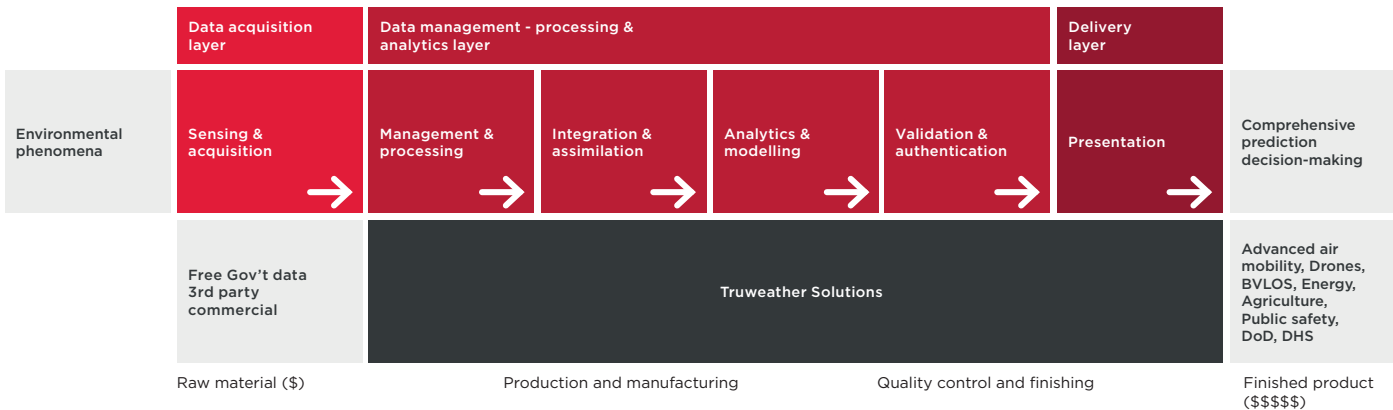 Data acquisition
layer
Data management - processing &
analytics layer
Delivery
layer
Environmental
phenomena
Sensing &
acquisition
Management &
processing
Integration &
assimilation
Analytics &
modelling
Validation &
authentication
Presentation
Comprehensive
prediction
decision-making
Free Gov't data
3rd party
commercial
Truweather Solutions
Advanced air
mobility, Drones,
BVLOS, Energy,
Agriculture,
Public safety,
DoD, DHS
Raw material ($)
Production and manufacturing
Quality control and finishing
Finished product
($$$$$)